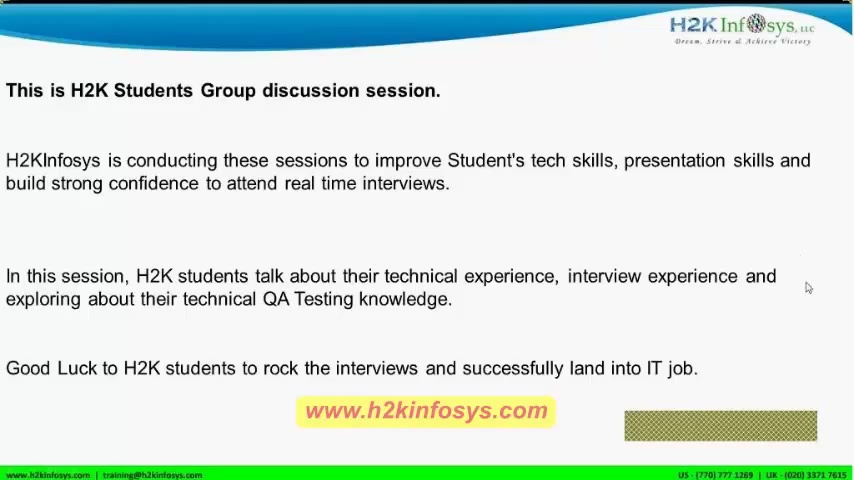 H2K Infosys, LLC
Dream, Strive & Achieve Victory
This is H2K Students Group discussion session.
H2KInfosys is conducting these sessions to improve Student's tech skills, presentation skills and
build strong confidence to attend real time interviews.
In this session, H2K students talk about their technical experience, interview experience and
exploring about their technical QA Testing knowledge.
Good Luck to H2K students to rock the interviews and successfully land into IT job.
www.h2kinfosys.com
www.h2kinfosys.com | training@h2kinfosys.com US - (770) 777 1269 | UK - (020) 3371 7615